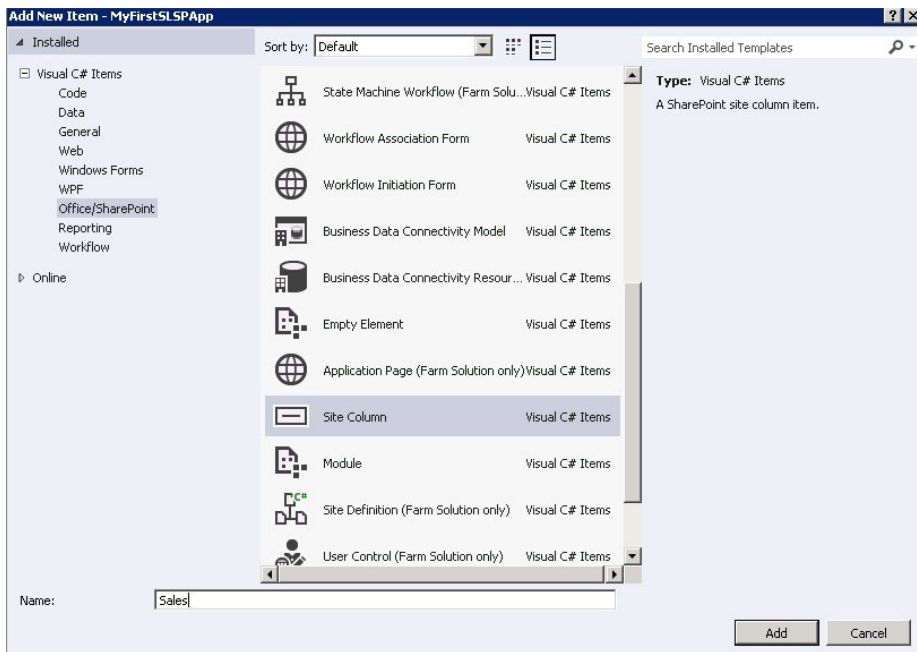 Add New Item - MyFirstSLSPApp
Installed
Sort by: Default
Search Installed Templates
Visual C# Items
Code
Data
General
Web
Windows Forms
WPF
Office/SharePoint
Reporting
Workflow
Online
State Machine Workflow (Farm Solu... Visual C# Items
Workflow Association Form Visual C# Items
Workflow Initiation Form Visual C# Items
Business Data Connectivity Model Visual C# Items
Business Data Connectivity Resour... Visual C# Items
Empty Element Visual C# Items
Application Page (Farm Solution only) Visual C# Items
Site Column Visual C# Items
Module Visual C# Items
C#
Site Definition (Farm Solution only) Visual C# Items
User Control (Farm Solution only) Visual C# Items
Type: Visual C# Items
A SharePoint site column item.
Name: Sales
Add Cancel